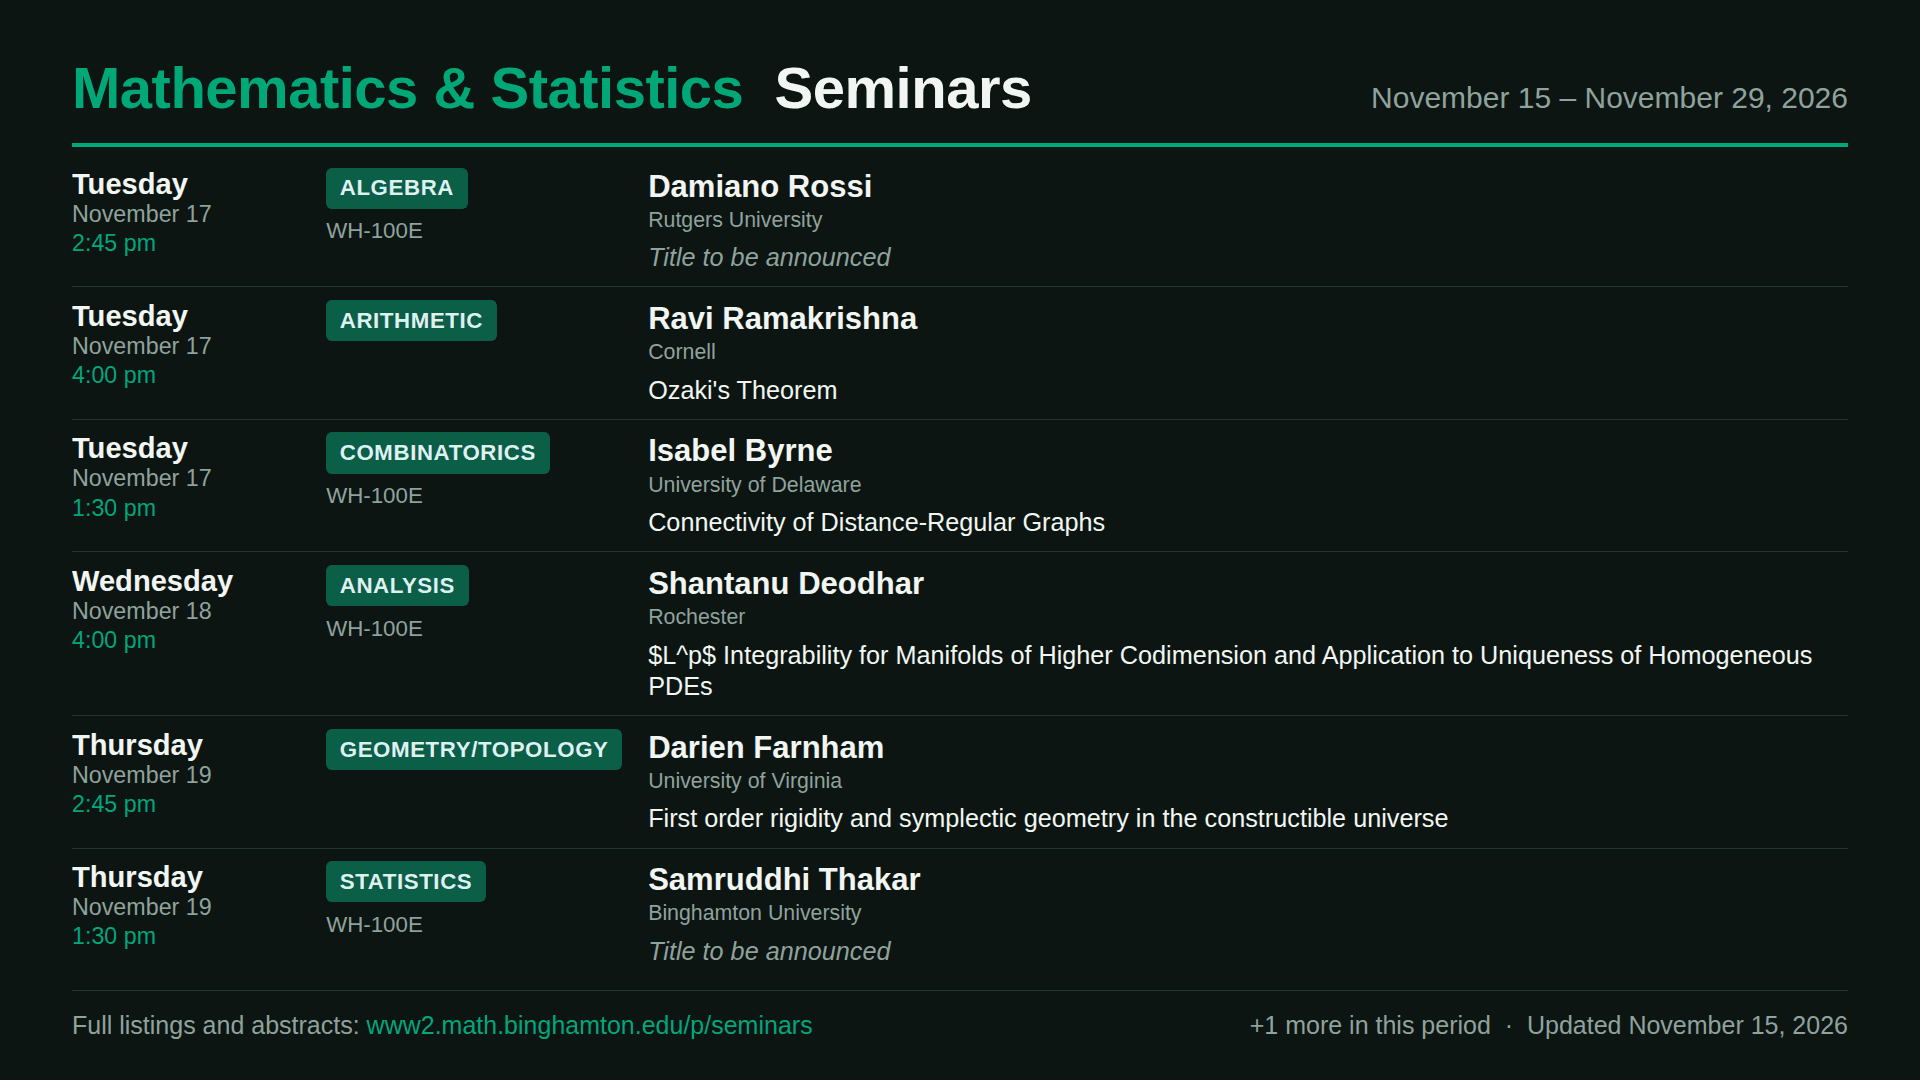 Mathematics & Statistics Seminars
November 15 – November 29, 2026
Tuesday
November 17
2:45 pm
ALGEBRA
WH-100E
Damiano Rossi
Rutgers University
Title to be announced
Tuesday
November 17
4:00 pm
ARITHMETIC
Ravi Ramakrishna
Cornell
Ozaki's Theorem
Tuesday
November 17
1:30 pm
COMBINATORICS
WH-100E
Isabel Byrne
University of Delaware
Connectivity of Distance-Regular Graphs
Wednesday
November 18
4:00 pm
ANALYSIS
WH-100E
Shantanu Deodhar
Rochester
$L^p$ Integrability for Manifolds of Higher Codimension and Application to Uniqueness of Homogeneous
PDEs
Thursday
November 19
2:45 pm
GEOMETRY/TOPOLOGY
Darien Farnham
University of Virginia
First order rigidity and symplectic geometry in the constructible universe
Thursday
November 19
1:30 pm
STATISTICS
WH-100E
Samruddhi Thakar
Binghamton University
Title to be announced
Full listings and abstracts: www2.math.binghamton.edu/p/seminars
+1 more in this period · Updated November 15, 2026